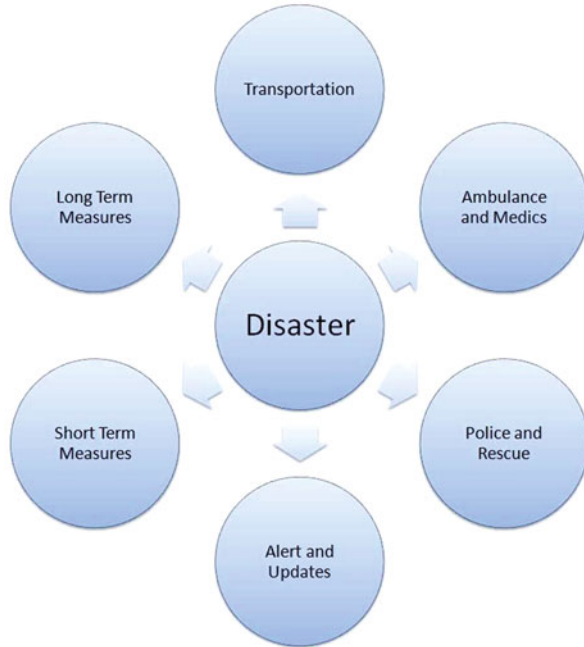 Transportation
Long Term
Measures
Ambulance
and Medics
Disaster
Short Term
Measures
Police and
Rescue
Alert and
Updates